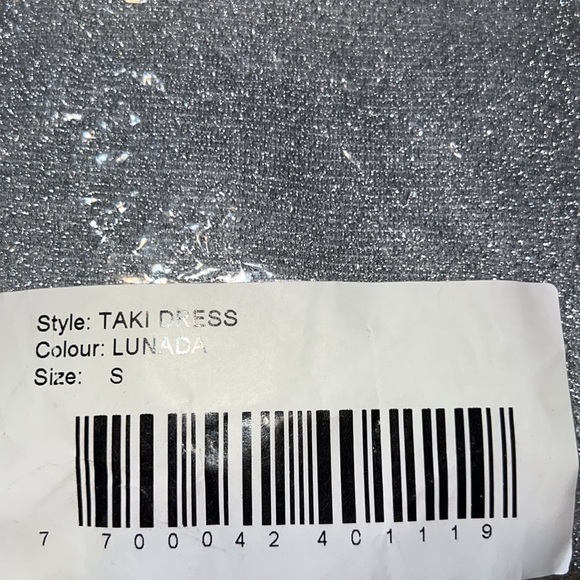 Style: TAKI DRESS
Colour: LUNADA
Size: S
7 700042 401119